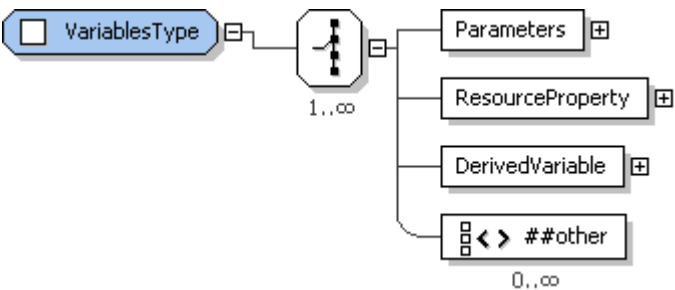 VariablesType
1..∞
Parameters
ResourceProperty
DerivedVariable
##other
0..∞